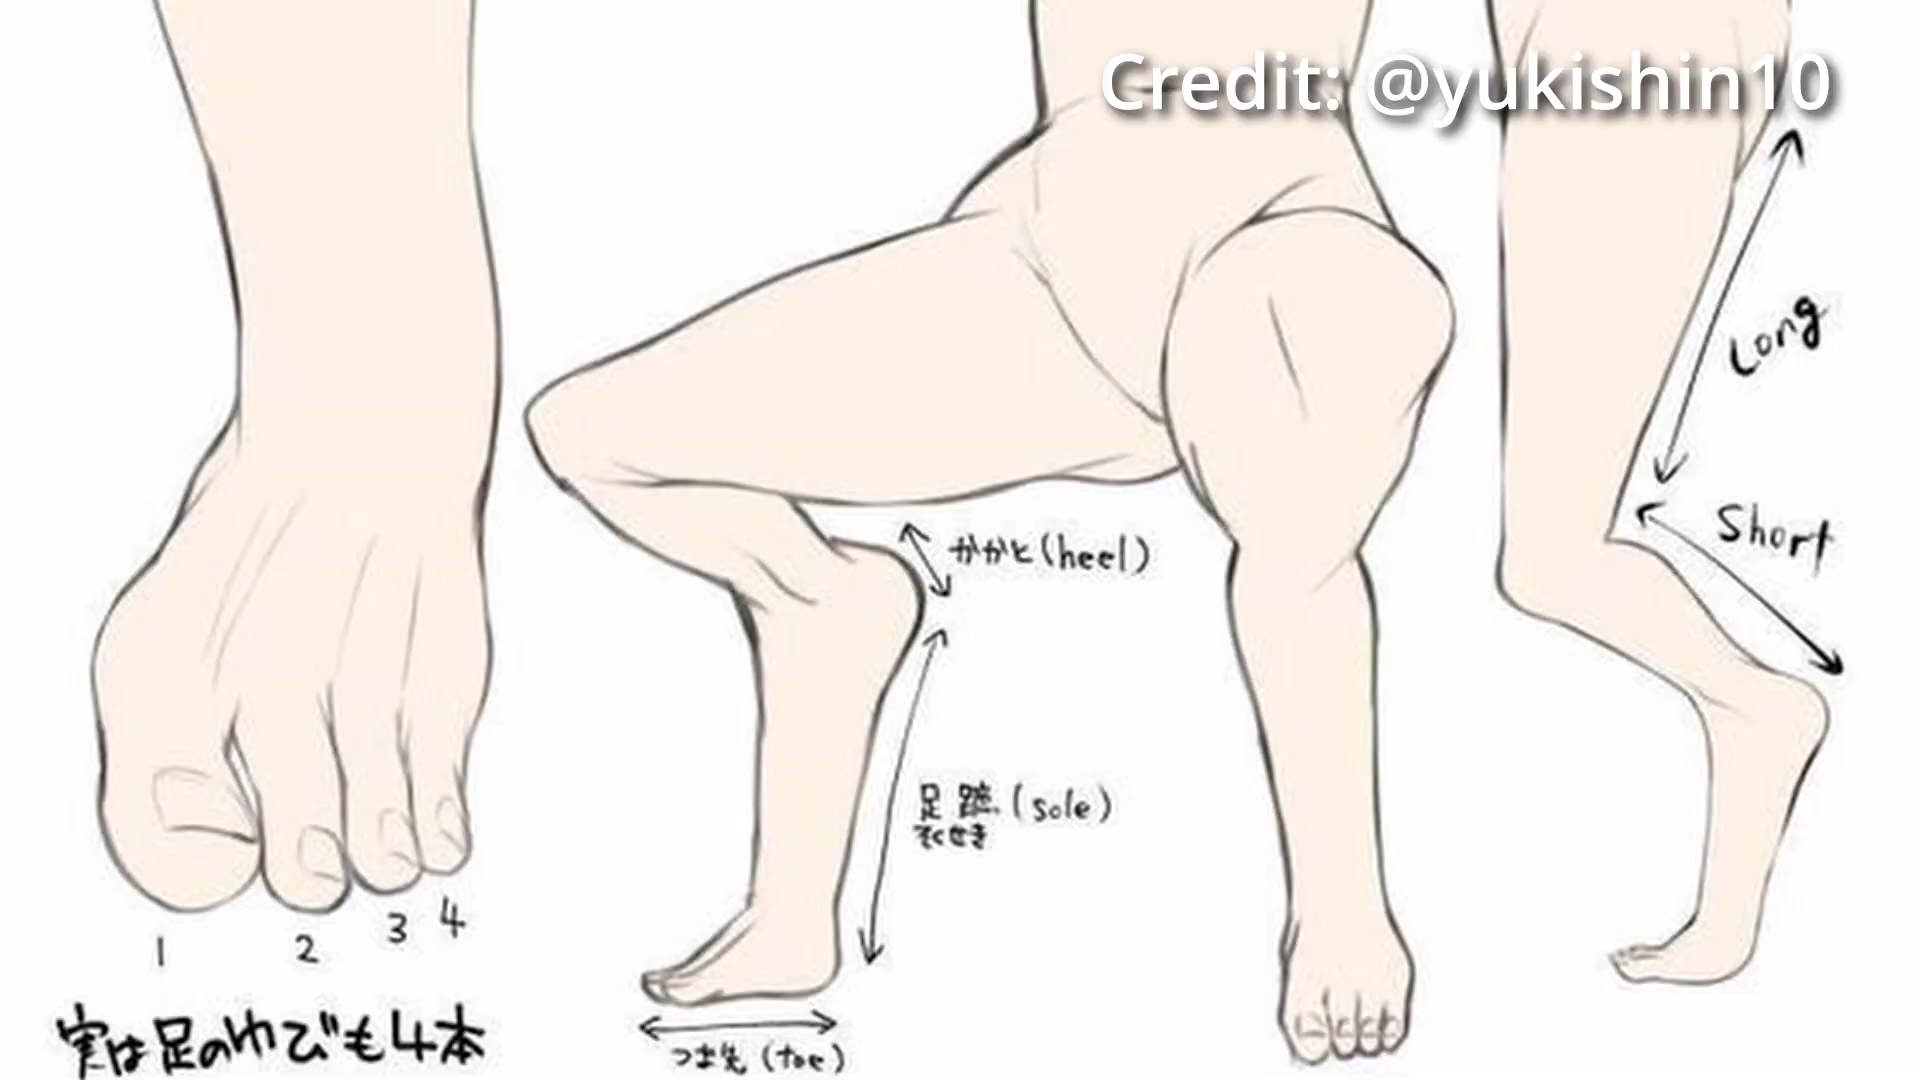 Credit: @yukishin10
Long
Short
かかと(heel)
足蹠(sole)
そくせき
1
2
3
4
つま先(toe)
実は足のゆびも4本